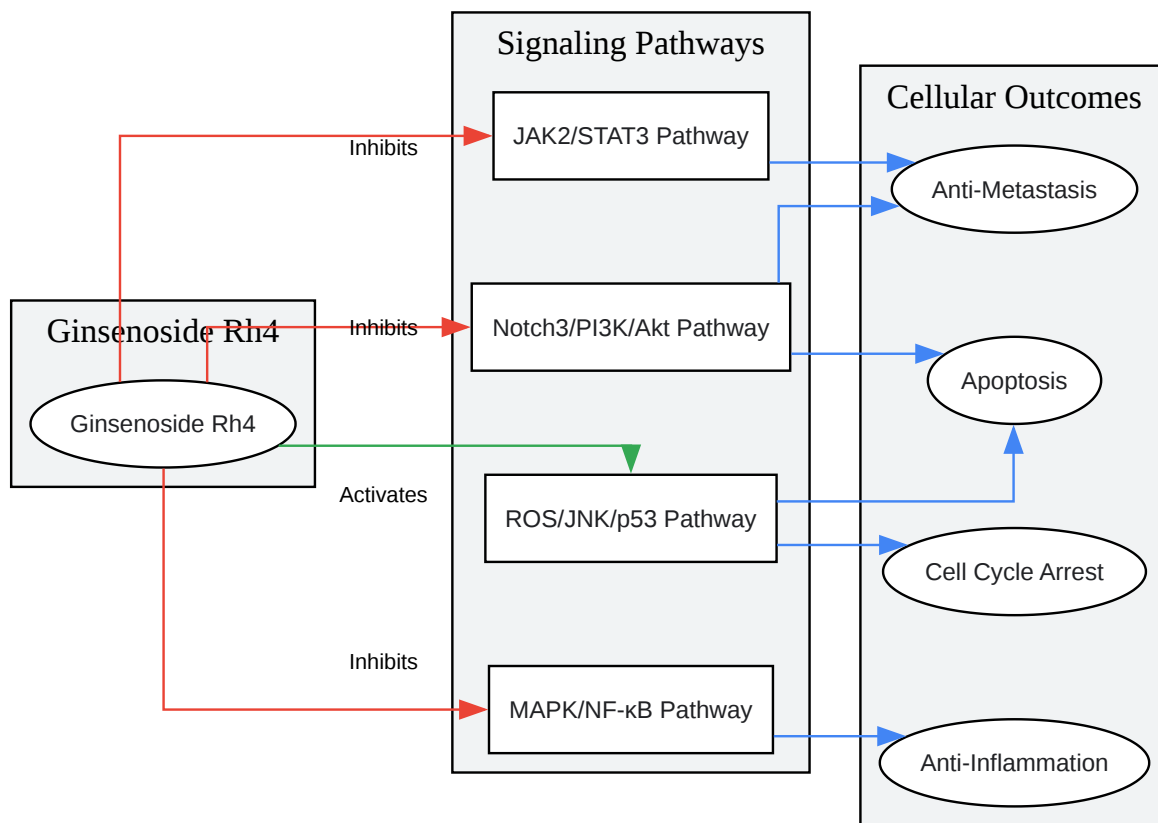 Signaling Pathways
Cellular Outcomes
JAK2/STAT3 Pathway
Inhibits
Anti-Metastasis
Ginsenoside Rh4
Inhibits
Notch3/PI3K/Akt Pathway
Apoptosis
Ginsenoside Rh4
Activates
ROS/JNK/p53 Pathway
Cell Cycle Arrest
Inhibits
MAPK/NF-κB Pathway
Anti-Inflammation